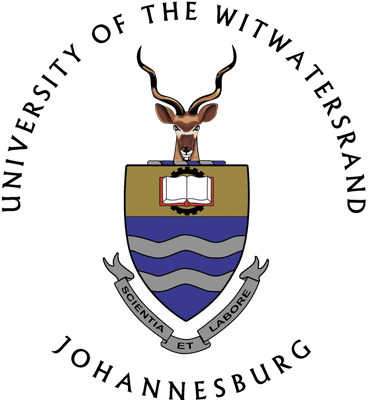 UNIVERSITY OF THE WITWATERSRAND
SCIENTIA ET LABORE
JOHANNESBURG